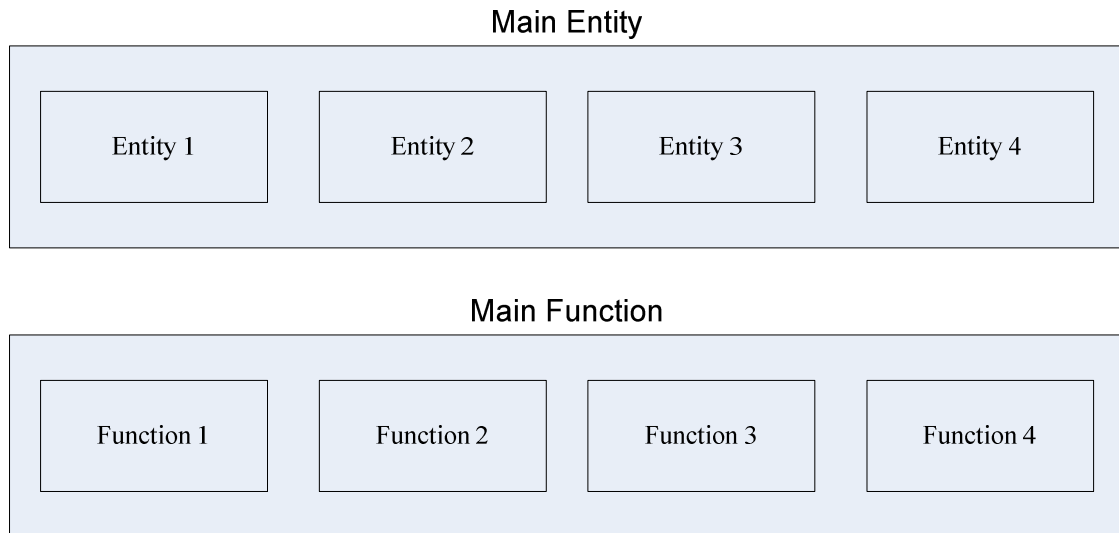 Main Entity
Entity 1 Entity 2 Entity 3 Entity 4
Main Function
Function 1 Function 2 Function 3 Function 4